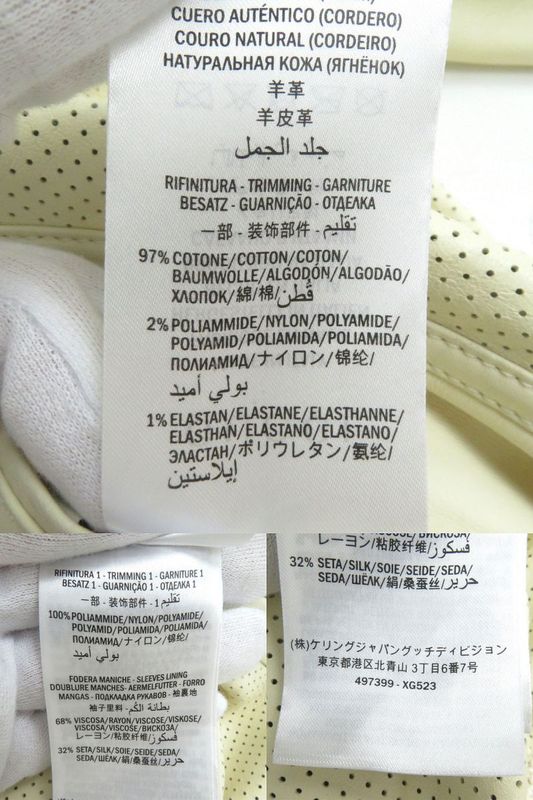 CUERO AUTÉNTICO (CORDERO)
COURO NATURAL (CORDEIRO)
НАТУРАЛЬНАЯ КОЖА (ЯГНЁНОК)
羊革
羊皮革
جلد الجمل
RIFINITURA - TRIMMING - GARNITURE
BESATZ - GUARNIÇÃO - ОТДЕЛКА
一部 - 装饰部件 - تقليم
97% COTONE/COTTON/COTON/
BAUMWOLLE/ALGODÓN/ALGODÃO/
ХЛОПОК/綿/棉/قطن
2% POLIAMMIDE/NYLON/POLYAMIDE/
POLYAMID/POLIAMIDA/POLIAMIDA/
ПОЛИАМИД/ナイロン/锦纶/
بولي أميد
1% ELASTAN/ELASTANE/ELASTHANNE/
ELASTHAN/ELASTANO/ELASTANO/
ЭЛАСТАН/ポリウレタン/氨纶/
إيلاستين
RIFINITURA 1 - TRIMMING 1 - GARNITURE 1
BESATZ 1 - GUARNIÇÃO 1 - ОТДЕЛКА 1
一部 - 装饰部件 - 1 تقليم
100% POLIAMMIDE/NYLON/POLYAMIDE/
POLYAMID/POLIAMIDA/POLIAMIDA/
ПОЛИАМИД/ナイロン/锦纶/
بولي أميد
FODERA MANICHE - SLEEVES LINING
DOUBLURE MANCHES - AERMELFUTTER - FORRO
MANGAS - ПОДКЛАДКА РУКАВОВ - 袖裏地
袖子里料 - بطانة الكم
68% VISCOSA/RAYON/VISCOSE/VISKOSE/
VISCOSA/VISCOSE/ВИСКОЗА/
レーヨン/粘胶纤维/فسكوز
32% SETA/SILK/SOIE/SEIDE/SEDA/
SEDA/ШЁЛК/絹/桑蚕丝/حرير
レーヨン/粘胶纤维/فسكوز
32% SETA/SILK/SOIE/SEIDE/SEDA/
SEDA/ШЁЛК/絹/桑蚕丝/حرير
(株)ケリングジャパングッチディビジョン
東京都港区北青山 3丁目6番7号
497399 - XG523